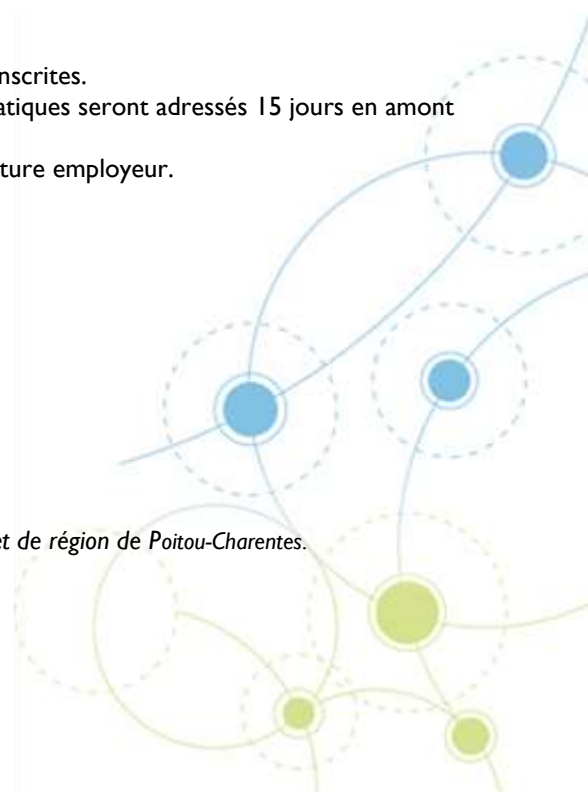 nscrites.
atiques seront adressés 15 jours en amont
ture employeur.
et de région de Poitou-Charentes.